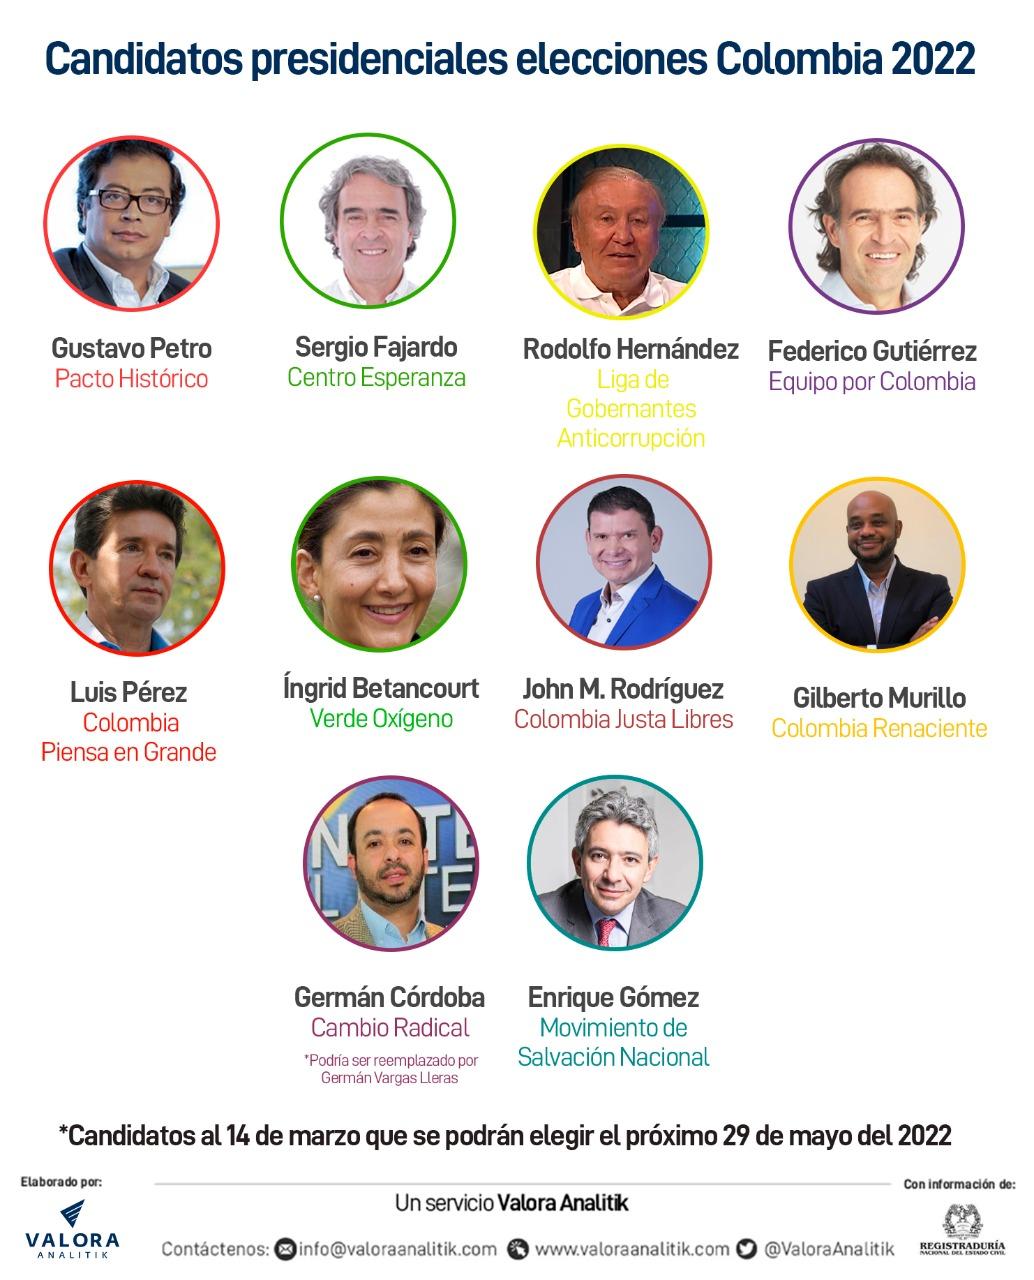 Candidatos presidenciales elecciones Colombia 2022
Gustavo Petro
Pacto Histórico
Sergio Fajardo
Centro Esperanza
Rodolfo Hernández
Liga de
Gobernantes
Anticorrupción
Federico Gutiérrez
Equipo por Colombia
Luis Pérez
Colombia
Piensa en Grande
Íngrid Betancourt
Verde Oxígeno
John M. Rodríguez
Colombia Justa Libres
Gilberto Murillo
Colombia Renaciente
Germán Córdoba
Cambio Radical
*Podría ser reemplazado por
Germán Vargas Lleras
Enrique Gómez
Movimiento de
Salvación Nacional
*Candidatos al 14 de marzo que se podrán elegir el próximo 29 de mayo del 2022
Elaborado por:
VALORA
ANALITIK
Un servicio Valora Analitik
Contáctenos: info@valoraanalitik.com www.valoraanalitik.com @ValoraAnalitik
Con información de:
REGISTRADURÍA
NACIONAL DEL ESTADO CIVIL